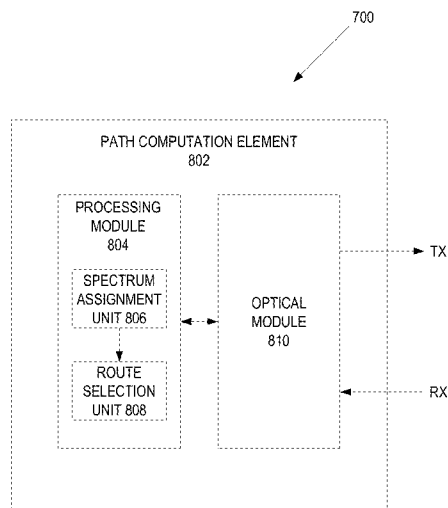 700
PATH COMPUTATION ELEMENT
802
PROCESSING
MODULE
804
SPECTRUM
ASSIGNMENT
UNIT 806
ROUTE
SELECTION
UNIT 808
OPTICAL
MODULE
810
TX
RX